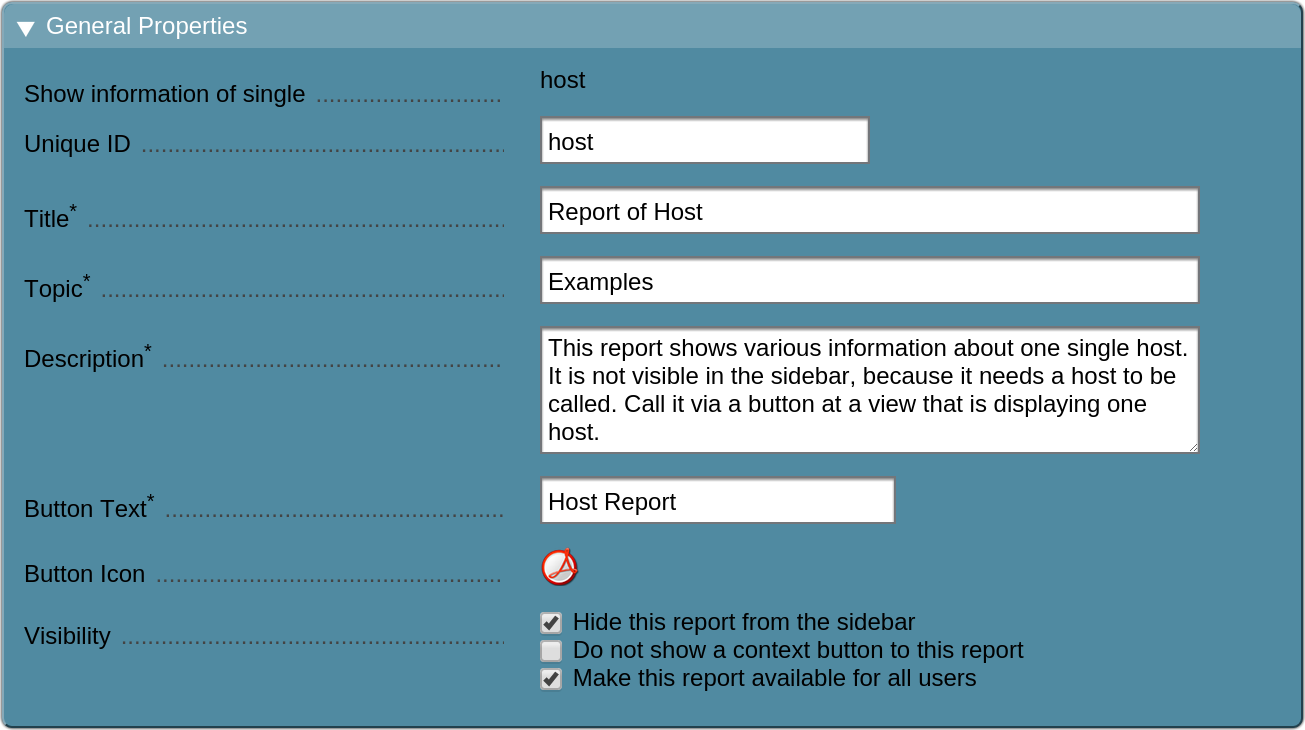 General Properties
Show information of single ............................ host
Unique ID ....................................................... host
Title* ............................................................... Report of Host
Topic* ............................................................. Examples
Description* ................................................... This report shows various information about one single host.
It is not visible in the sidebar, because it needs a host to be
called. Call it via a button at a view that is displaying one
host.
Button Text* ................................................... Host Report
Button Icon ....................................................
Visibility .......................................................... Hide this report from the sidebar
Do not show a context button to this report
Make this report available for all users